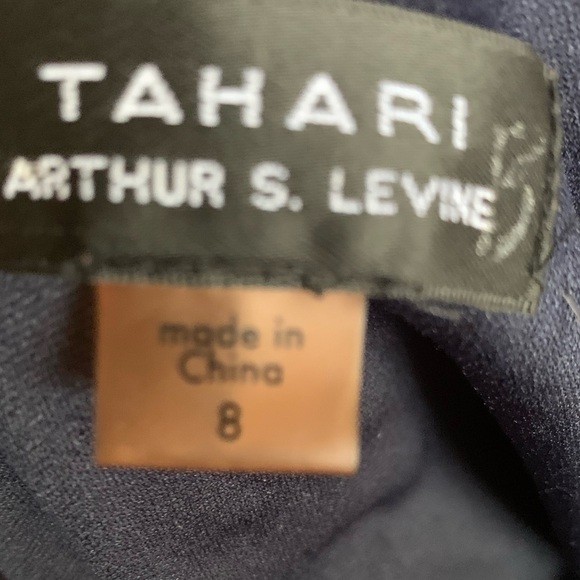 TAHARI
ARTHUR S. LEVINE
made in
China
8